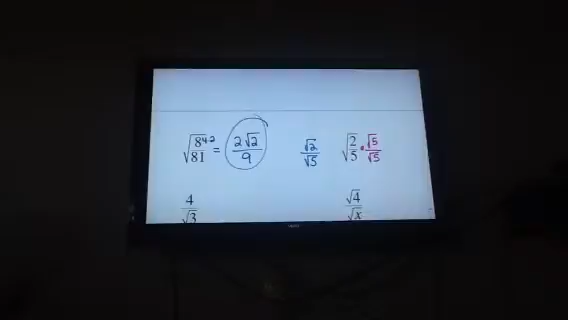 √(8/81) 4·2 = 2√2/9
√2/√5 √(2/5) • √5/√5
4/√3
√4/√x